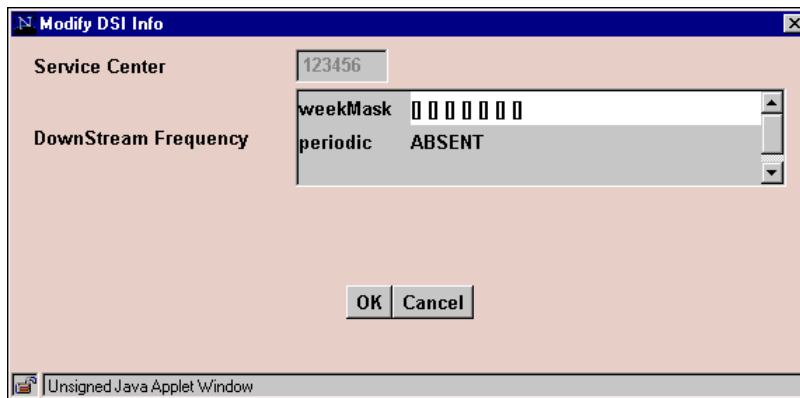 N Modify DSI Info
Service Center 123456
weekMask [] [] [] [] [] [] []
DownStream Frequency
periodic ABSENT
OK Cancel
Unsigned Java Applet Window